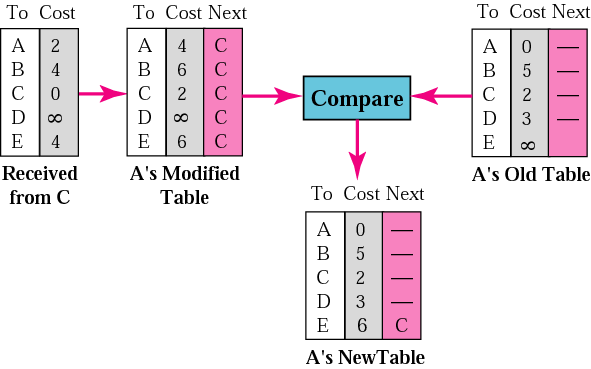 To Cost
A 2
B 4
C 0
D ∞
E 4
Received
from C
To Cost Next
A 4 C
B 6 C
C 2 C
D ∞ C
E 6 C
A's Modified
Table
Compare
To Cost Next
A 0 —
B 5 —
C 2 —
D 3 —
E ∞
A's Old Table
To Cost Next
A 0 —
B 5 —
C 2 —
D 3 —
E 6 C
A's NewTable